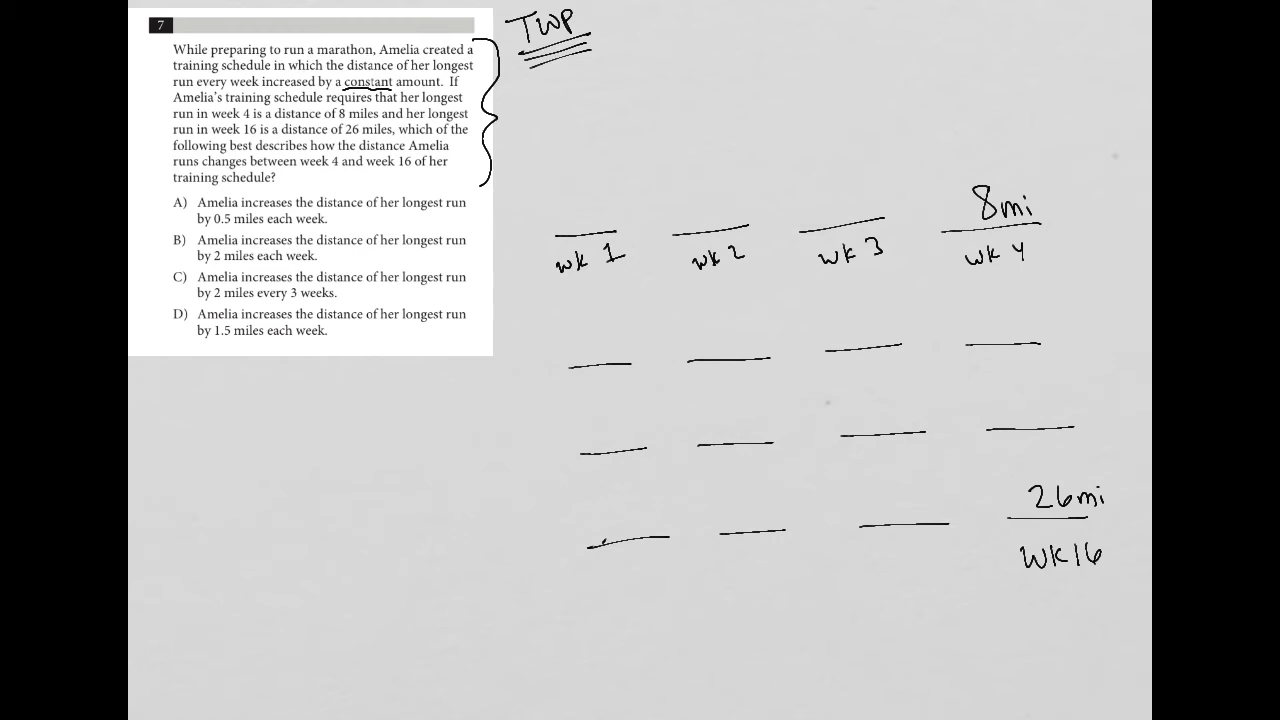 7
TWP
While preparing to run a marathon, Amelia created a
training schedule in which the distance of her longest
run every week increased by a constant amount. If
Amelia's training schedule requires that her longest
run in week 4 is a distance of 8 miles and her longest
run in week 16 is a distance of 26 miles, which of the
following best describes how the distance Amelia
runs changes between week 4 and week 16 of her
training schedule?
A) Amelia increases the distance of her longest run
by 0.5 miles each week.
B) Amelia increases the distance of her longest run
by 2 miles each week.
C) Amelia increases the distance of her longest run
by 2 miles every 3 weeks.
D) Amelia increases the distance of her longest run
by 1.5 miles each week.
8mi
wk 1 wk 2 wk 3 wk 4
26mi
WK16